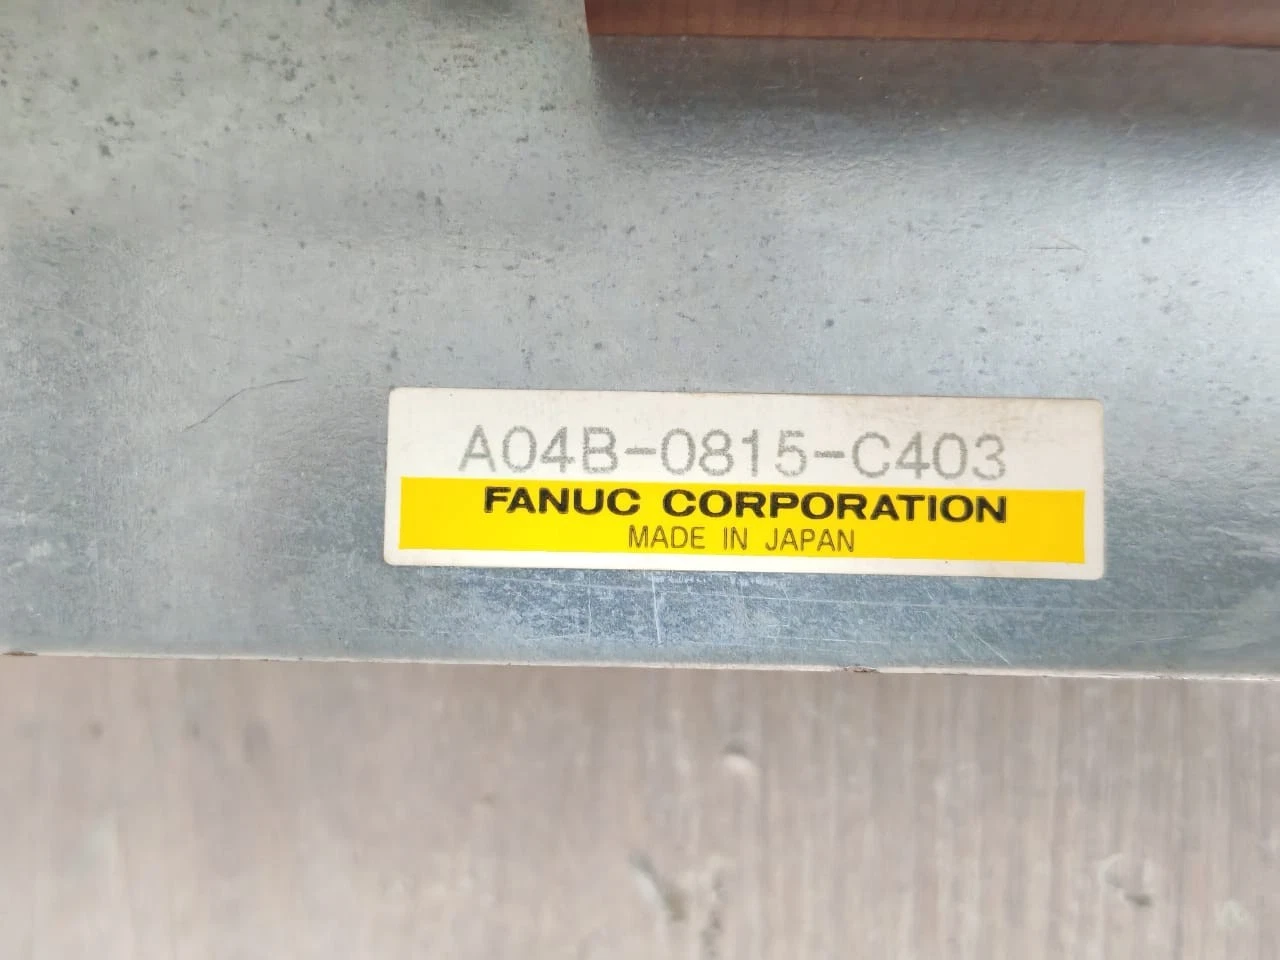 A04B-0815-C403
FANUC CORPORATION
MADE IN JAPAN